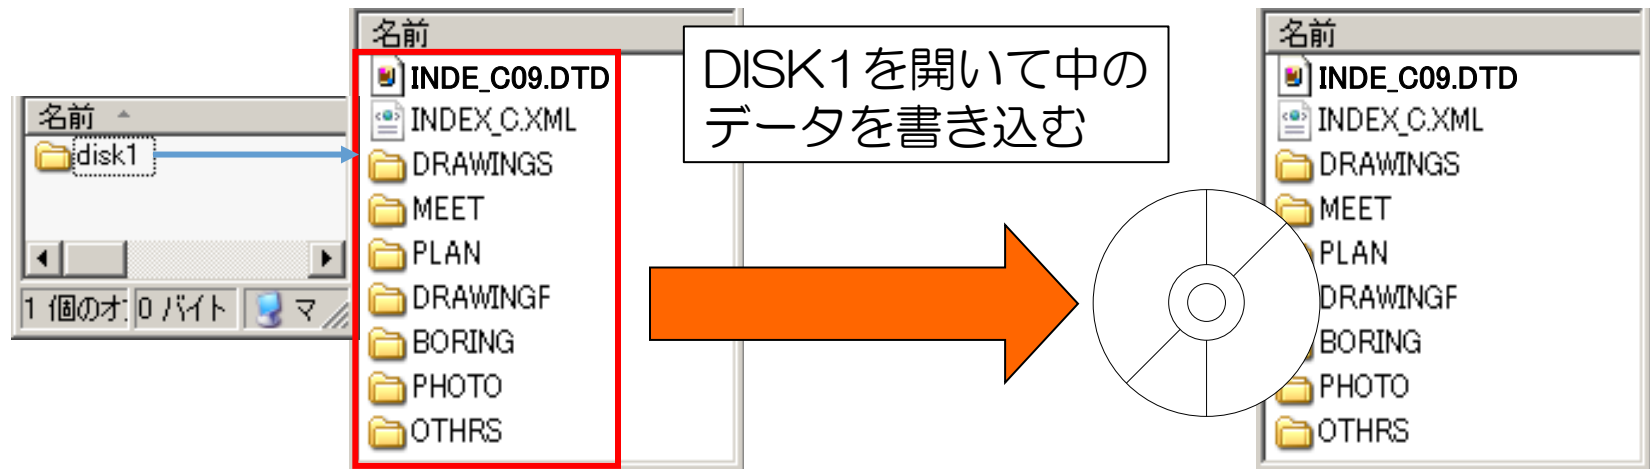 名前
disk1
1 個のオ
0 バイト
マ
名前
INDE_C09.DTD
INDEX_C.XML
DRAWINGS
MEET
PLAN
DRAWINGF
BORING
PHOTO
OTHRS
DISK1を開いて中の
データを書き込む
名前
INDE_C09.DTD
INDEX_C.XML
DRAWINGS
MEET
PLAN
DRAWINGF
BORING
PHOTO
OTHRS